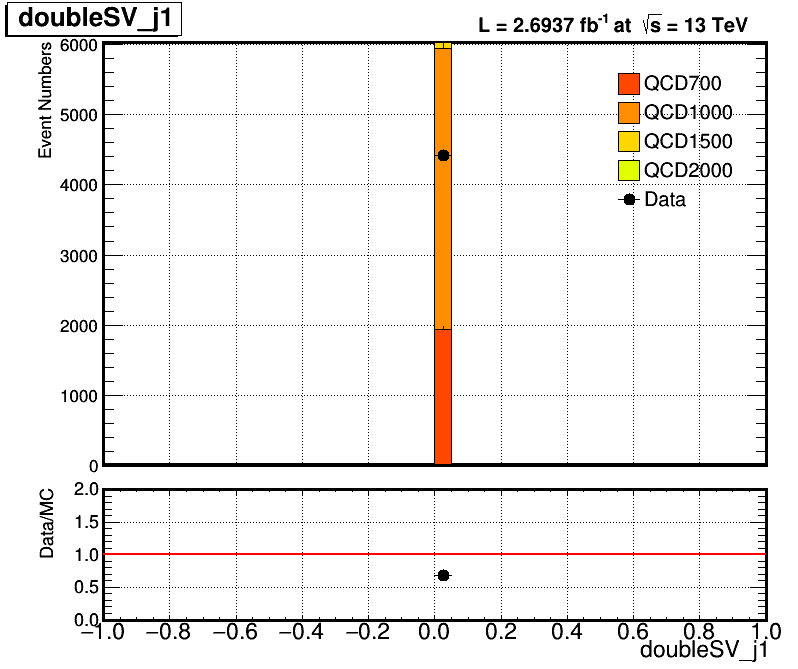 doubleSV_j1
L = 2.6937 fb-1 at √s = 13 TeV
Event Numbers
6000
5000
4000
3000
2000
1000
0
QCD700
QCD1000
QCD1500
QCD2000
Data
Data/MC
2.0
1.5
1.0
0.5
0.0
−1.0 −0.8 −0.6 −0.4 −0.2 0.0 0.2 0.4 0.6 0.8 1.0
doubleSV_j1